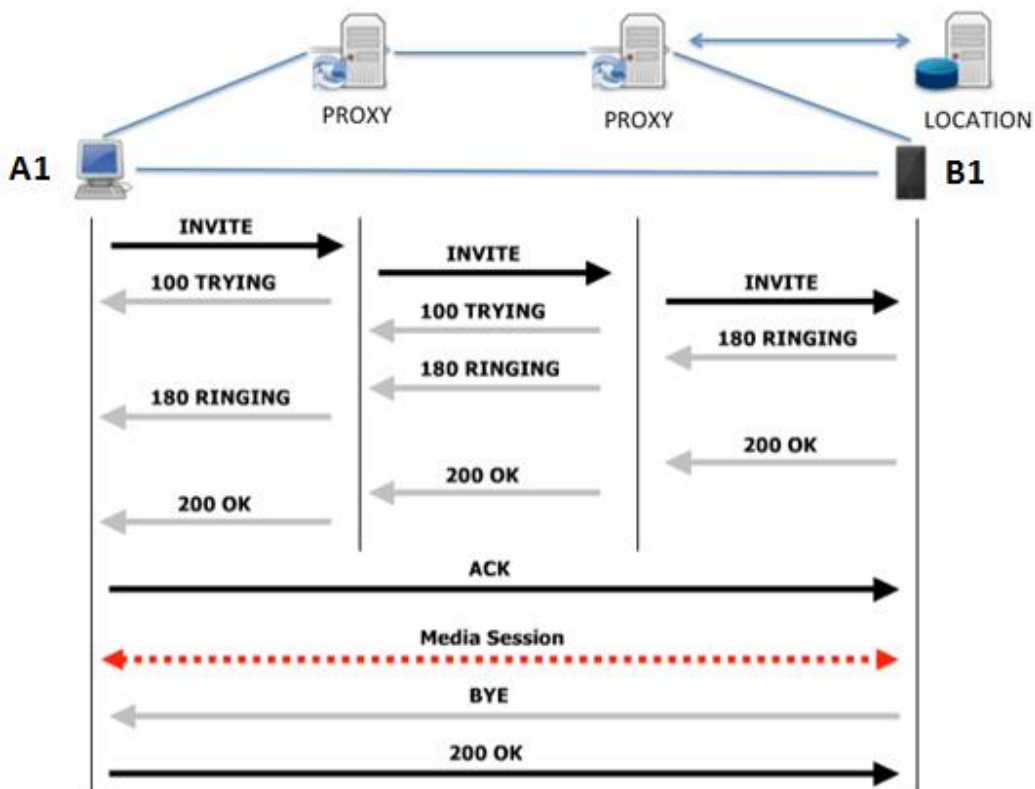 PROXY
PROXY
LOCATION
A1
B1
INVITE
INVITE
INVITE
100 TRYING
100 TRYING
180 RINGING
180 RINGING
180 RINGING
200 OK
200 OK
200 OK
ACK
Media Session
BYE
200 OK